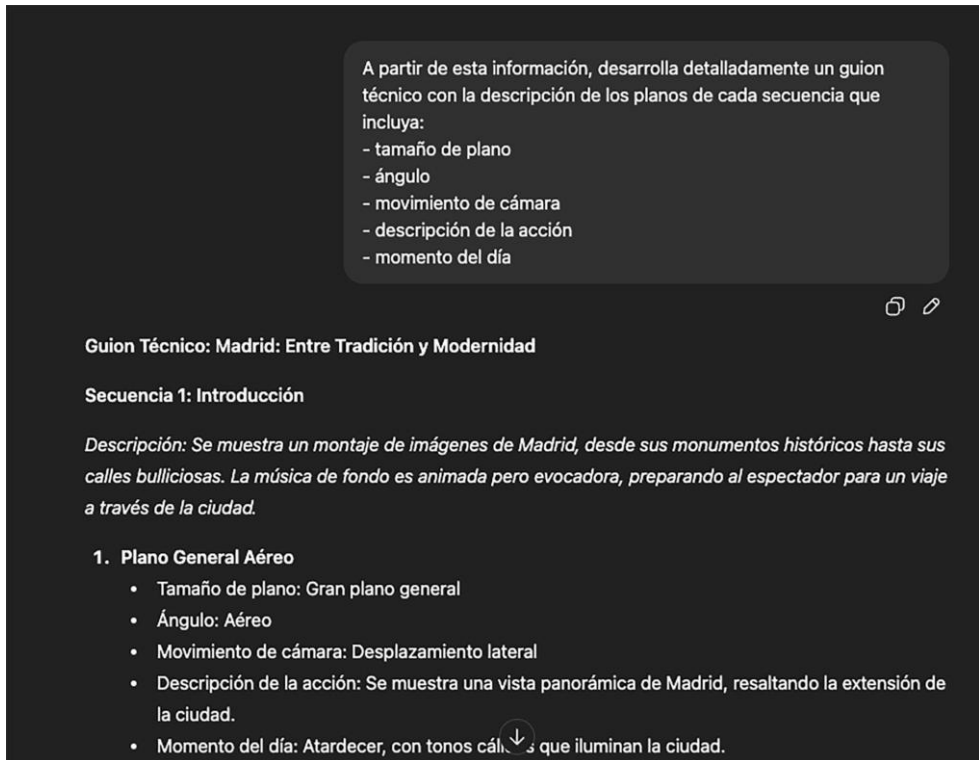 A partir de esta información, desarrolla detalladamente un guion
técnico con la descripción de los planos de cada secuencia que
incluya:
- tamaño de plano
- ángulo
- movimiento de cámara
- descripción de la acción
- momento del día
Guion Técnico: Madrid: Entre Tradición y Modernidad
Secuencia 1: Introducción
Descripción: Se muestra un montaje de imágenes de Madrid, desde sus monumentos históricos hasta sus
calles bulliciosas. La música de fondo es animada pero evocadora, preparando al espectador para un viaje
a través de la ciudad.
1. Plano General Aéreo
• Tamaño de plano: Gran plano general
• Ángulo: Aéreo
• Movimiento de cámara: Desplazamiento lateral
• Descripción de la acción: Se muestra una vista panorámica de Madrid, resaltando la extensión de
la ciudad.
• Momento del día: Atardecer, con tonos que iluminan la ciudad.